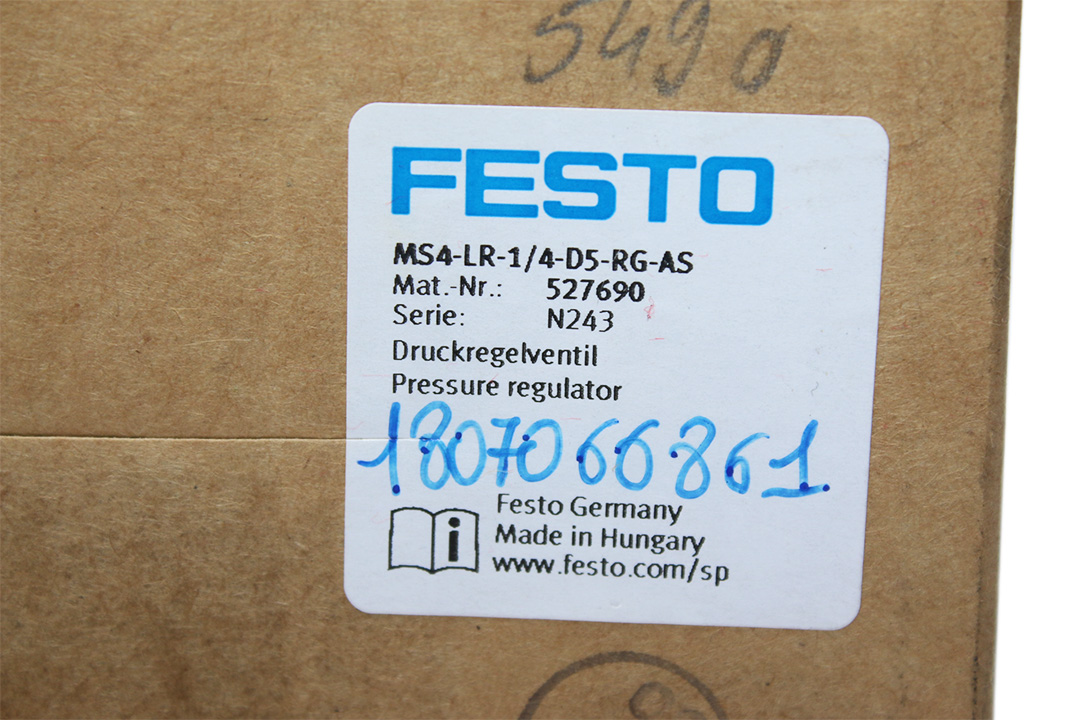 5490
FESTO
MS4-LR-1/4-D5-RG-AS
Mat.-Nr.: 527690
Serie: N243
Druckregelventil
Pressure regulator
1807066861
Festo Germany
Made in Hungary
www.festo.com/sp